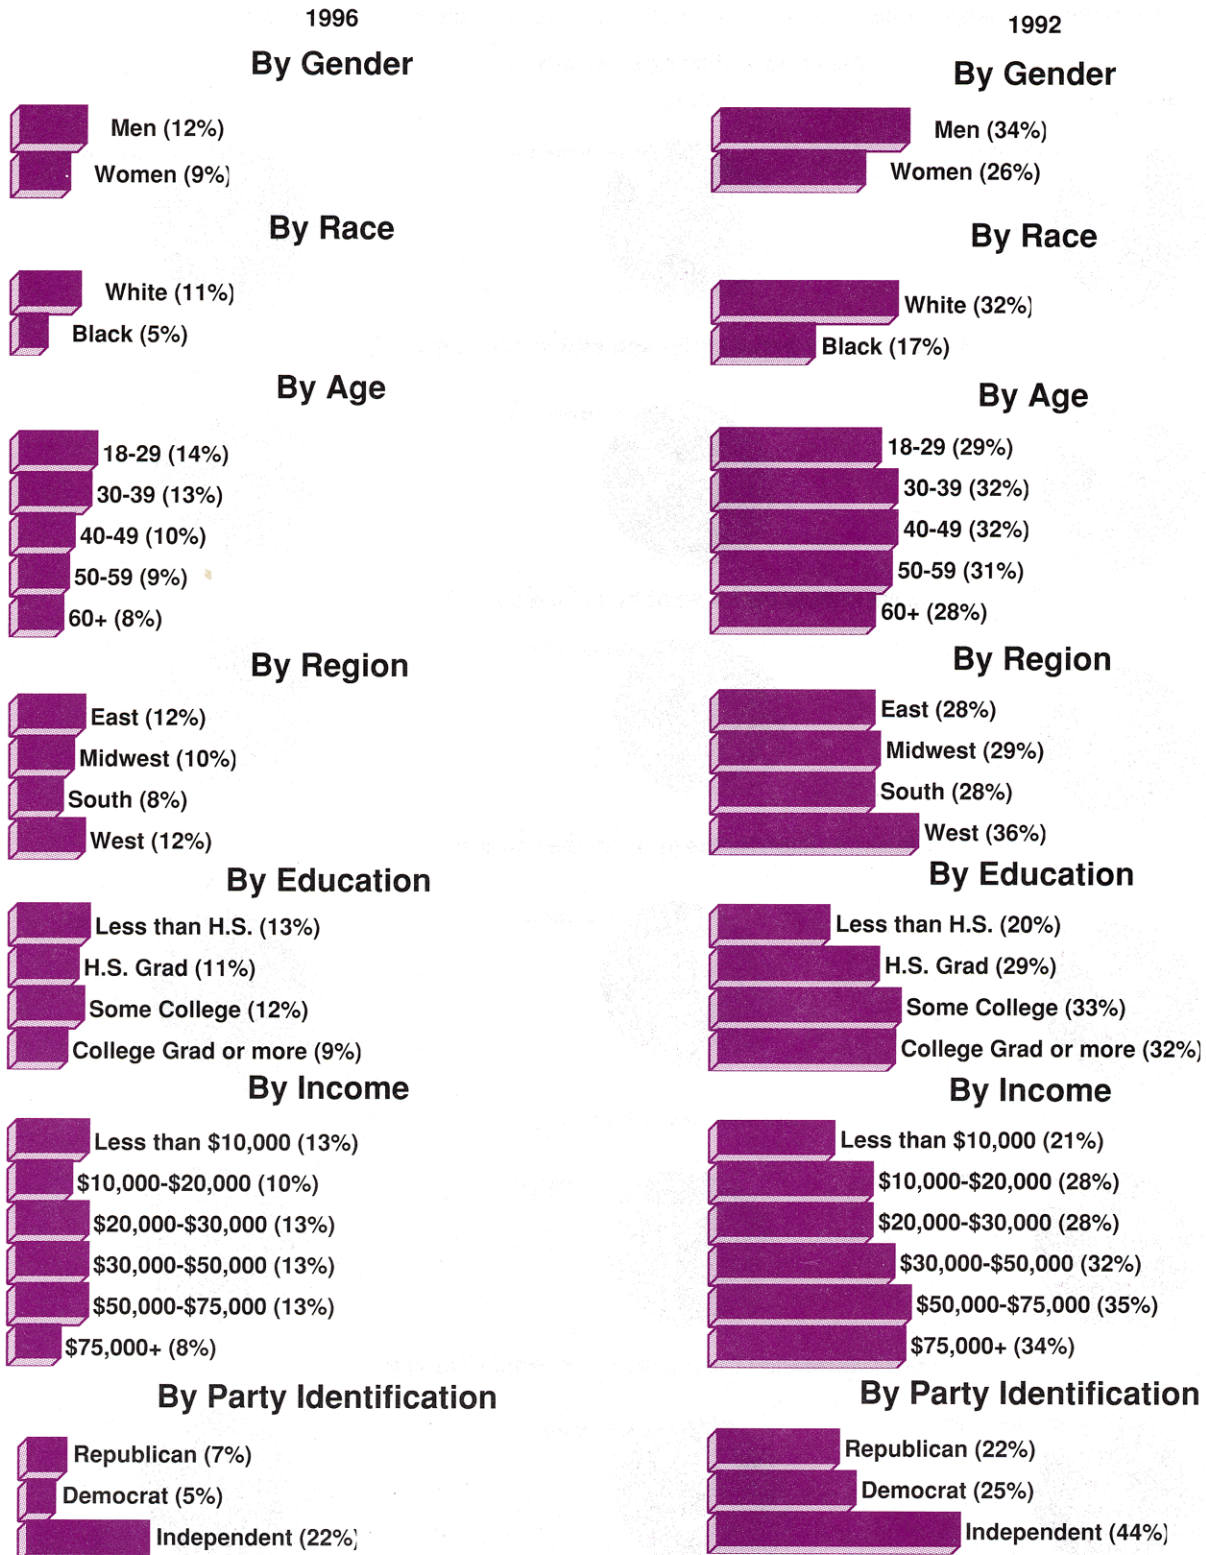 1996
By Gender
Men (12%)
Women (9%)
By Race
White (11%)
Black (5%)
By Age
18-29 (14%)
30-39 (13%)
40-49 (10%)
50-59 (9%)
60+ (8%)
By Region
East (12%)
Midwest (10%)
South (8%)
West (12%)
By Education
Less than H.S. (13%)
H.S. Grad (11%)
Some College (12%)
College Grad or more (9%)
By Income
Less than $10,000 (13%)
$10,000-$20,000 (10%)
$20,000-$30,000 (13%)
$30,000-$50,000 (13%)
$50,000-$75,000 (13%)
$75,000+ (8%)
By Party Identification
Republican (7%)
Democrat (5%)
Independent (22%)
1992
By Gender
Men (34%)
Women (26%)
By Race
White (32%)
Black (17%)
By Age
18-29 (29%)
30-39 (32%)
40-49 (32%)
50-59 (31%)
60+ (28%)
By Region
East (28%)
Midwest (29%)
South (28%)
West (36%)
By Education
Less than H.S. (20%)
H.S. Grad (29%)
Some College (33%)
College Grad or more (32%)
By Income
Less than $10,000 (21%)
$10,000-$20,000 (28%)
$20,000-$30,000 (28%)
$30,000-$50,000 (32%)
$50,000-$75,000 (35%)
$75,000+ (34%)
By Party Identification
Republican (22%)
Democrat (25%)
Independent (44%)